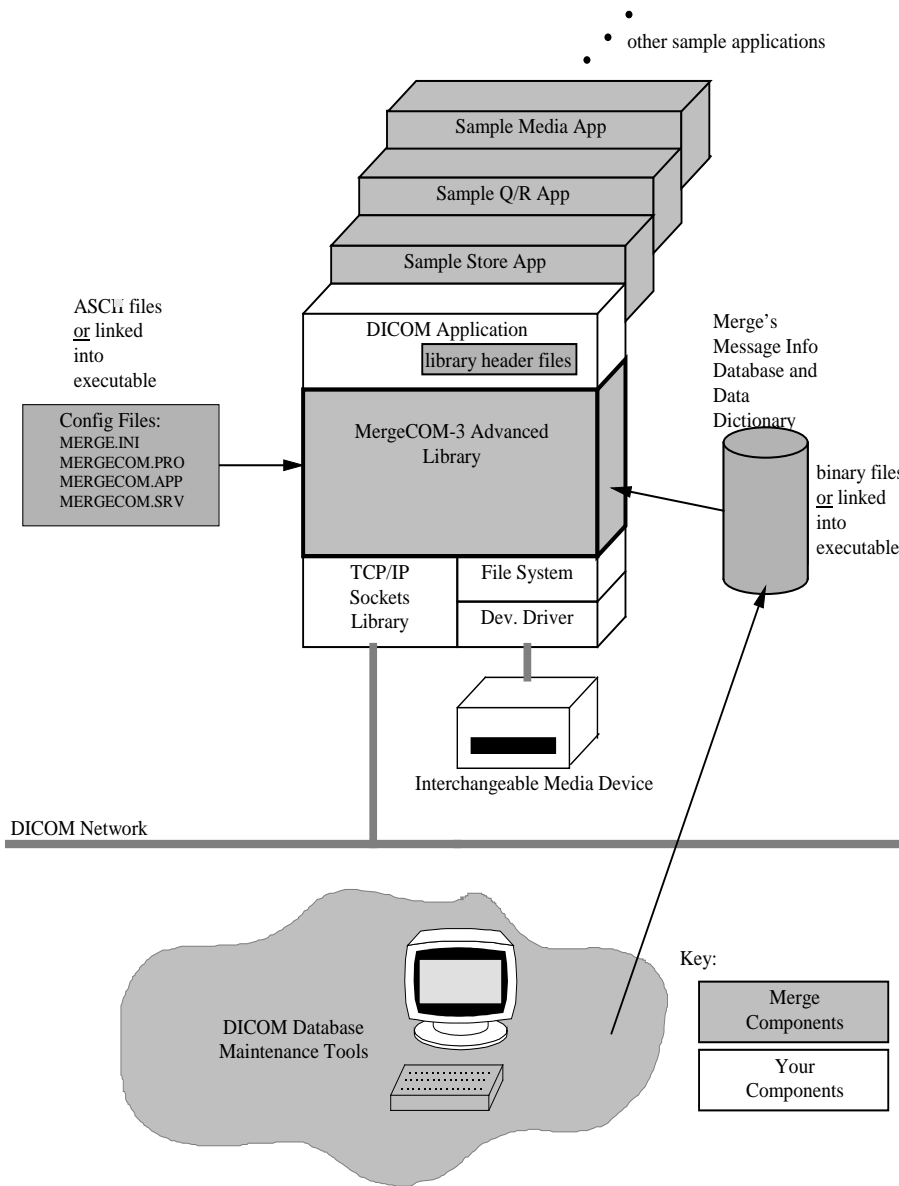 other sample applications
Sample Media App
Sample Q/R App
Sample Store App
ASCII files
or linked
into
executable
DICOM Application
library header files
Merge's
Message Info
Database and
Data
Dictionary
Config Files:
MERGE.INI
MERGECOM.PRO
MERGECOM.APP
MERGECOM.SRV
MergeCOM-3 Advanced
Library
binary files
or linked
into
executable
TCP/IP
Sockets
Library
File System
Dev. Driver
Interchangeable Media Device
DICOM Network
DICOM Database
Maintenance Tools
Key:
Merge
Components
Your
Components